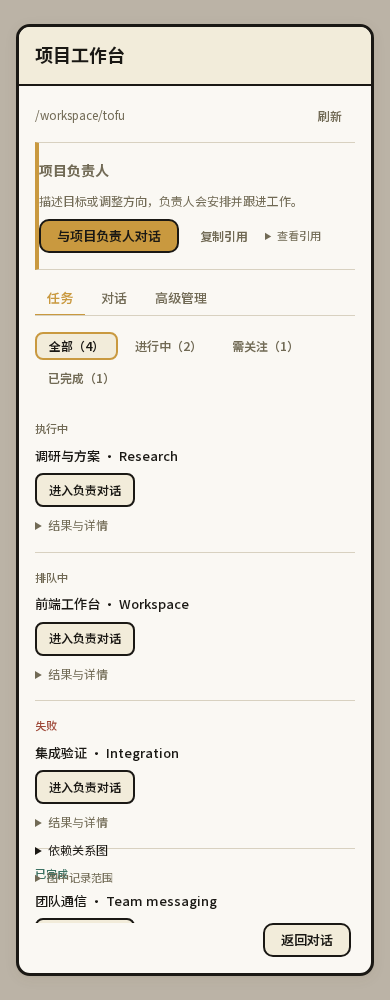 项目工作台
/workspace/tofu
刷新
项目负责人
描述目标或调整方向，负责人会安排并跟进工作。
与项目负责人对话 复制引用 ▶ 查看引用
任务 对话 高级管理
全部（4） 进行中（2） 需关注（1）
已完成（1）
执行中
调研与方案 · Research
进入负责对话
▶ 结果与详情
排队中
前端工作台 · Workspace
进入负责对话
▶ 结果与详情
失败
集成验证 · Integration
进入负责对话
▶ 结果与详情
▶ 依赖关系图
已完成
▶ 图中记录范围
团队通信 · Team messaging
返回对话